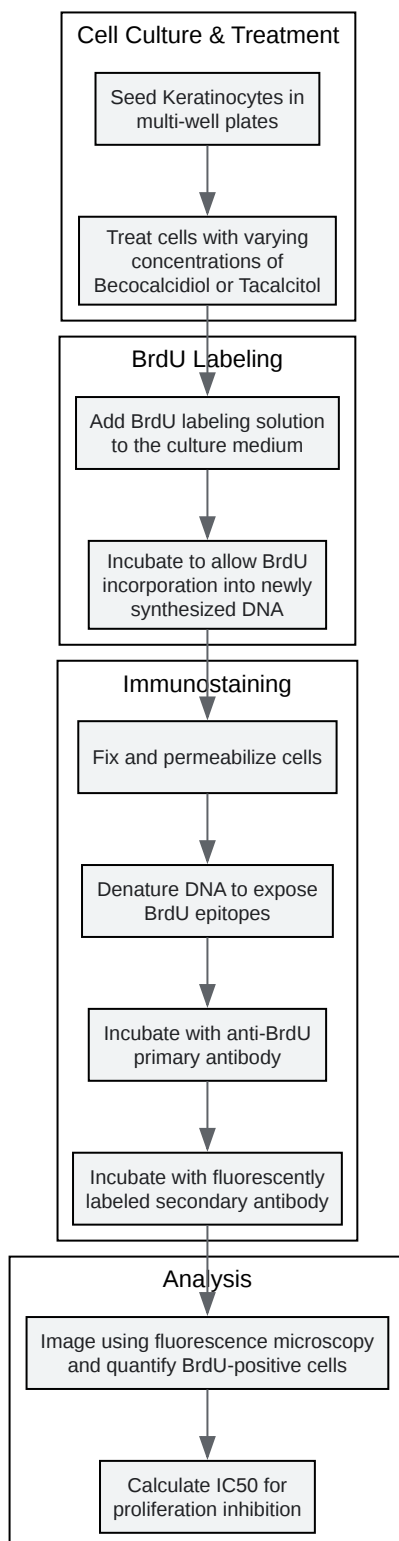 Cell Culture & Treatment
Seed Keratinocytes in
multi-well plates
Treat cells with varying
concentrations of
Becocalcidiol or Tacalcitol
BrdU Labeling
Add BrdU labeling solution
to the culture medium
Incubate to allow BrdU
incorporation into newly
synthesized DNA
Immunostaining
Fix and permeabilize cells
Denature DNA to expose
BrdU epitopes
Incubate with anti-BrdU
primary antibody
Incubate with fluorescently
labeled secondary antibody
Analysis
Image using fluorescence microscopy
and quantify BrdU-positive cells
Calculate IC50 for
proliferation inhibition